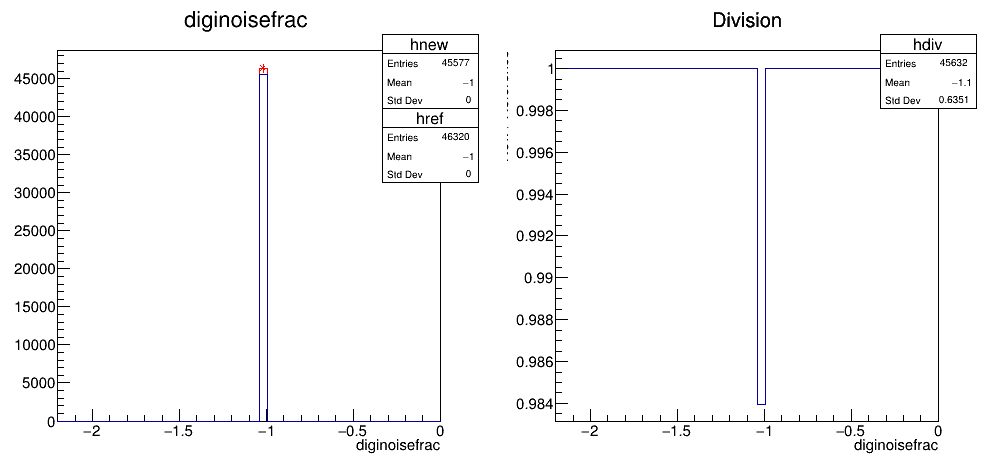 diginoisefrac
hnew
Entries 45577
Mean −1
Std Dev 0
href
Entries 46320
Mean −1
Std Dev 0
45000
40000
35000
30000
25000
20000
15000
10000
5000
0
−2 −1.5 −1 −0.5 0
diginoisefrac
Division
hdiv
Entries 45632
Mean −1.1
Std Dev 0.6351
1
0.998
0.996
0.994
0.992
0.99
0.988
0.986
0.984
−2 −1.5 −1 −0.5 0
diginoisefrac